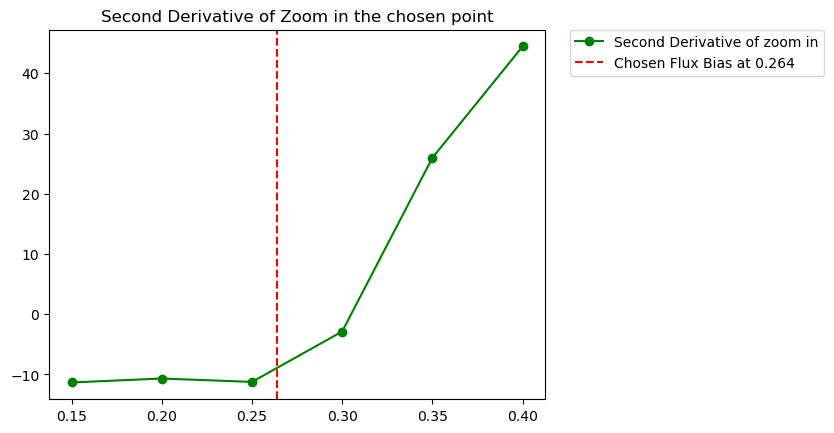 Second Derivative of Zoom in the chosen point
Second Derivative of zoom in
Chosen Flux Bias at 0.264
40
30
20
10
0
−10
0.15 0.20 0.25 0.30 0.35 0.40